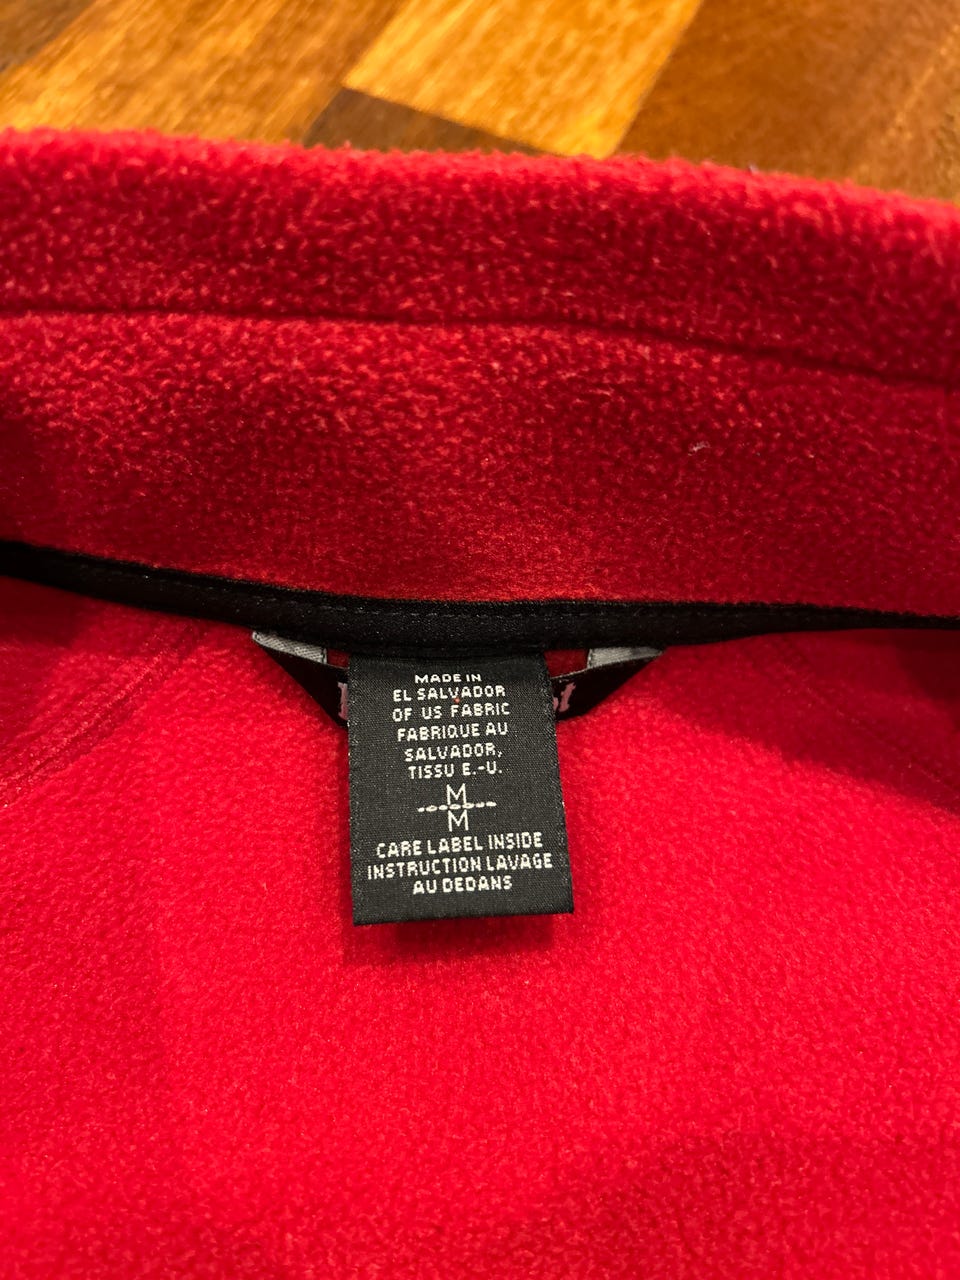 MADE IN
EL SALVADOR
OF US FABRIC
FABRIQUE AU
SALVADOR,
TISSU E.-U.
M
M
CARE LABEL INSIDE
INSTRUCTION LAVAGE
AU DEDANS